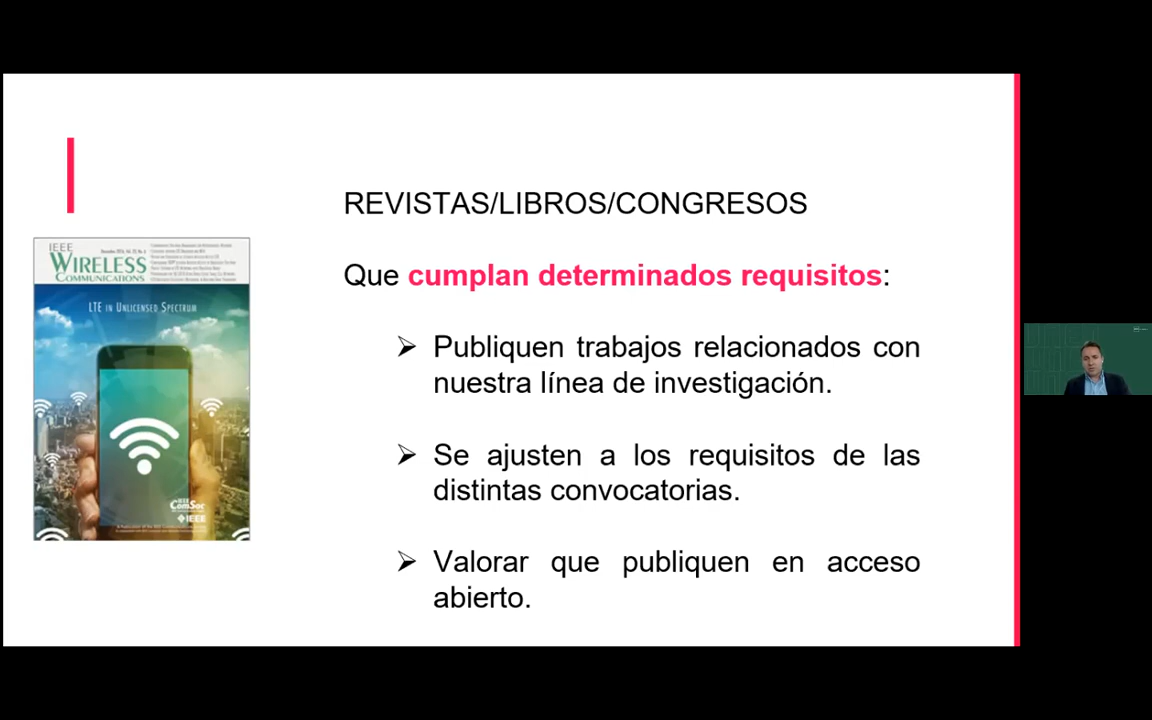 REVISTAS/LIBROS/CONGRESOS
Que cumplan determinados requisitos:
➢ Publiquen trabajos relacionados con
nuestra línea de investigación.
➢ Se ajusten a los requisitos de las
distintas convocatorias.
➢ Valorar que publiquen en acceso
abierto.
IEEE
WIRELESS
COMMUNICATIONS
LTE IN UNLICENSED SPECTRUM
IEEE
ComSoc
IEEE